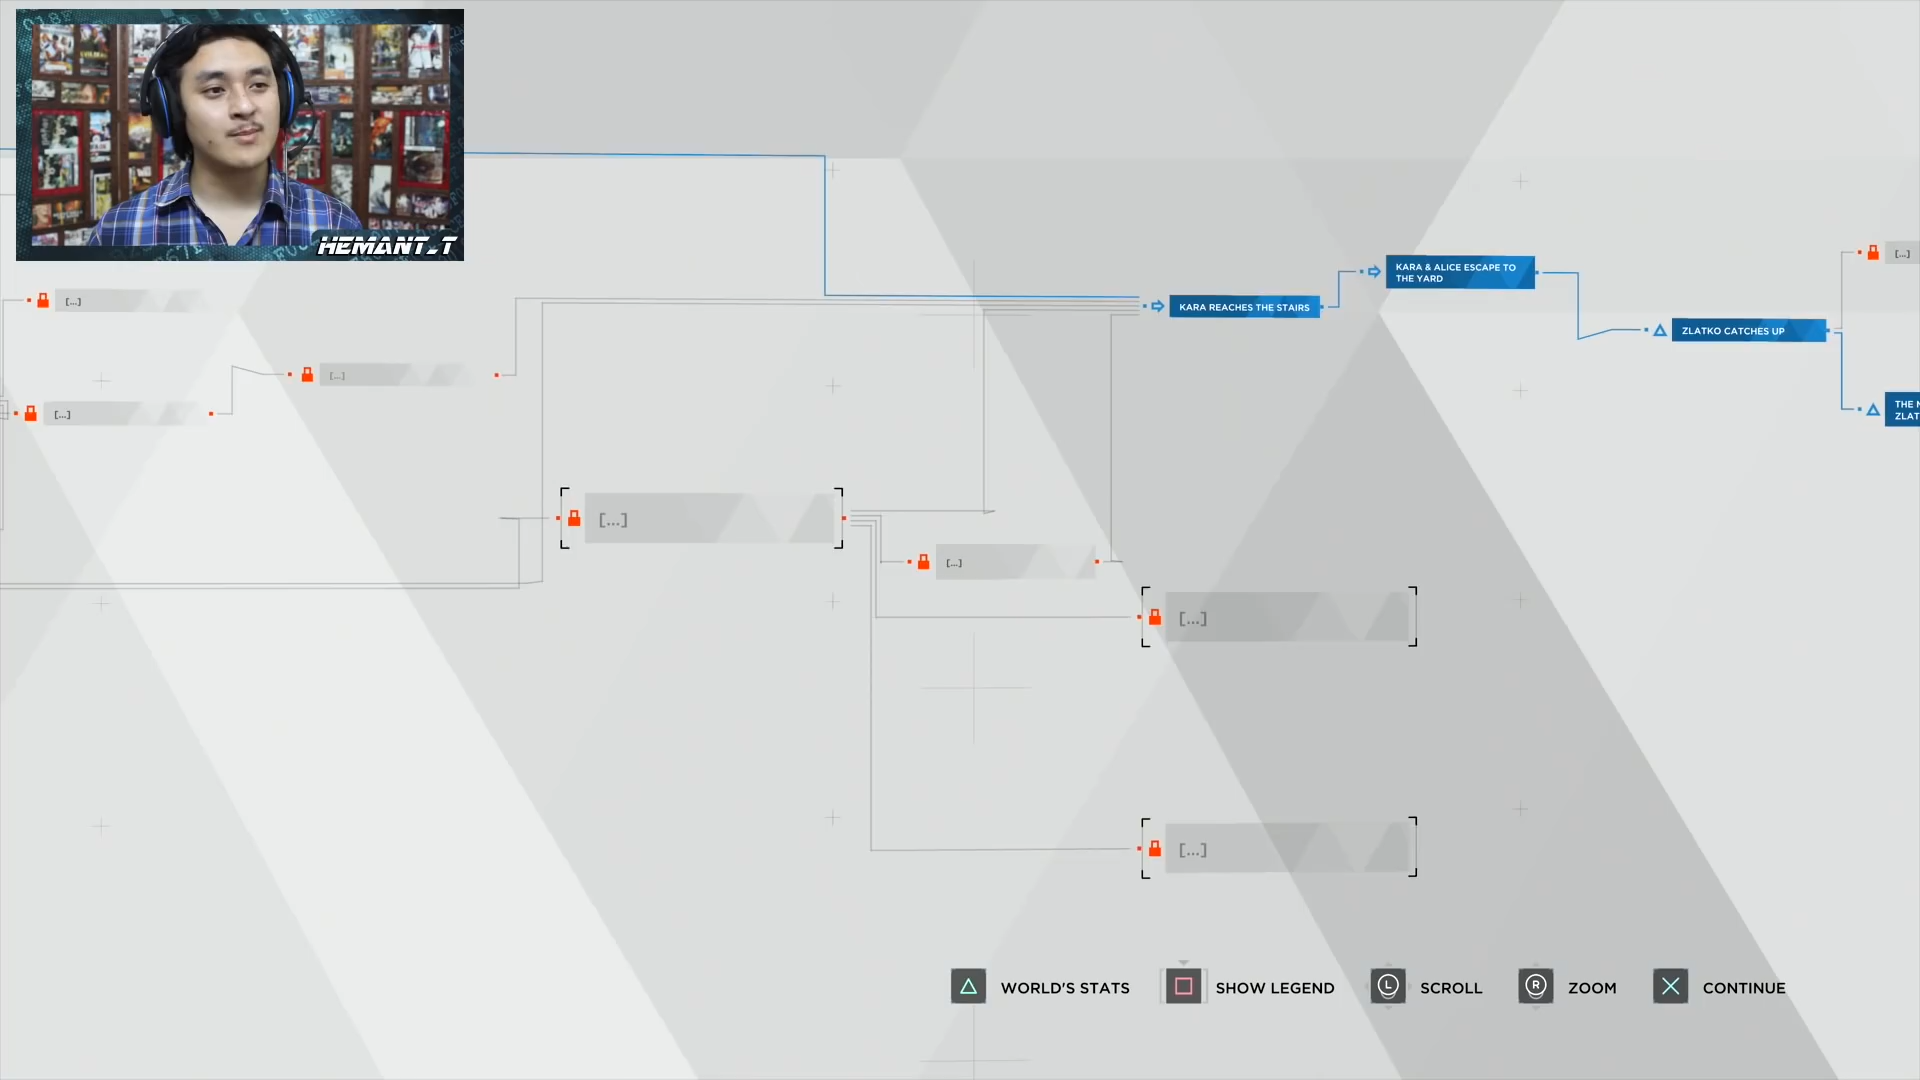 HEMANT_T
[...]
[...]
[...]
[...]
[...]
[...]
[...]
[...]
KARA REACHES THE STAIRS
KARA & ALICE ESCAPE TO
THE YARD
ZLATKO CATCHES UP
THE
WORLD'S STATS
SHOW LEGEND
L
SCROLL
R
ZOOM
CONTINUE